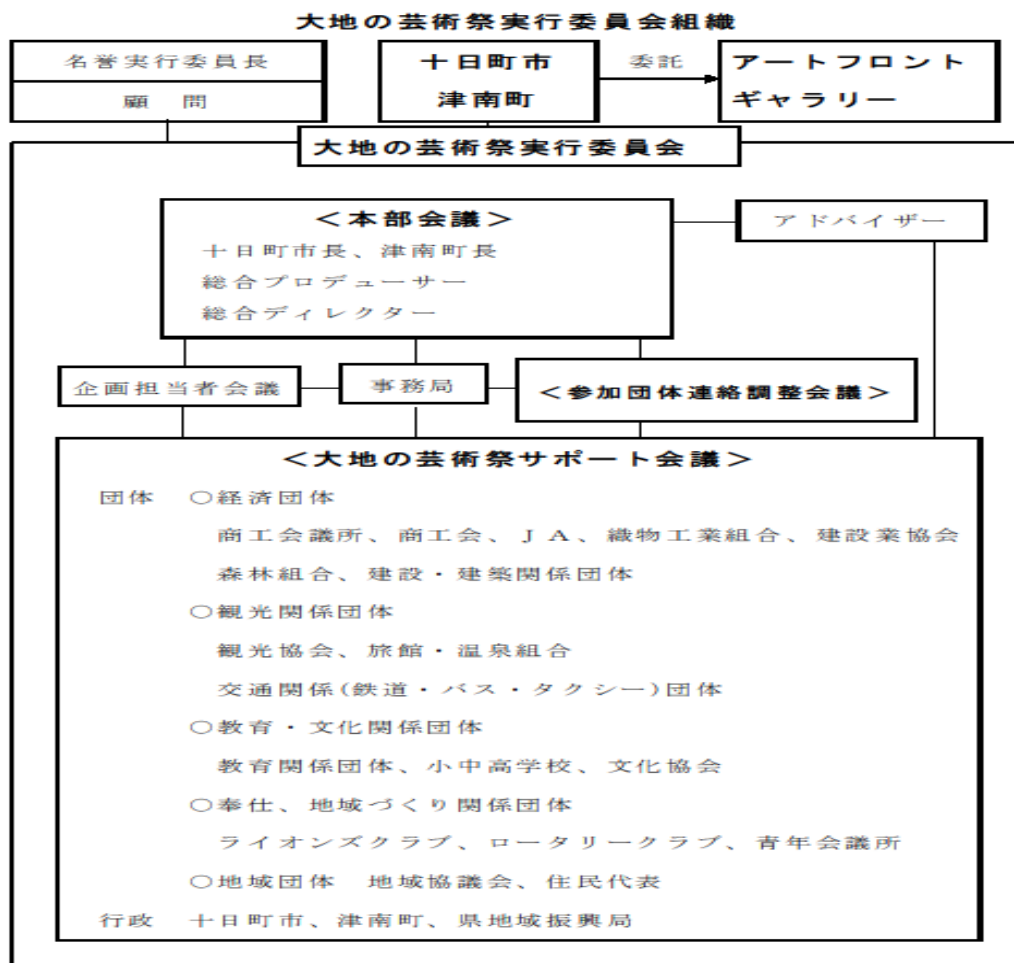 大地の芸術祭実行委員会組織
名誉実行委員長
顧　問
十日町市
津南町
委託
アートフロント
ギャラリー
大地の芸術祭実行委員会
＜本部会議＞
十日町市長、津南町長
総合プロデューサー
総合ディレクター
アドバイザー
企画担当者会議
事務局
＜参加団体連絡調整会議＞
＜大地の芸術祭サポート会議＞
団体　○経済団体
商工会議所、商工会、ＪＡ、織物工業組合、建設業協会
森林組合、建設・建築関係団体
○観光関係団体
観光協会、旅館・温泉組合
交通関係(鉄道・バス・タクシー)団体
○教育・文化関係団体
教育関係団体、小中高学校、文化協会
○奉仕、地域づくり関係団体
ライオンズクラブ、ロータリークラブ、青年会議所
○地域団体　地域協議会、住民代表
行政　十日町市、津南町、県地域振興局